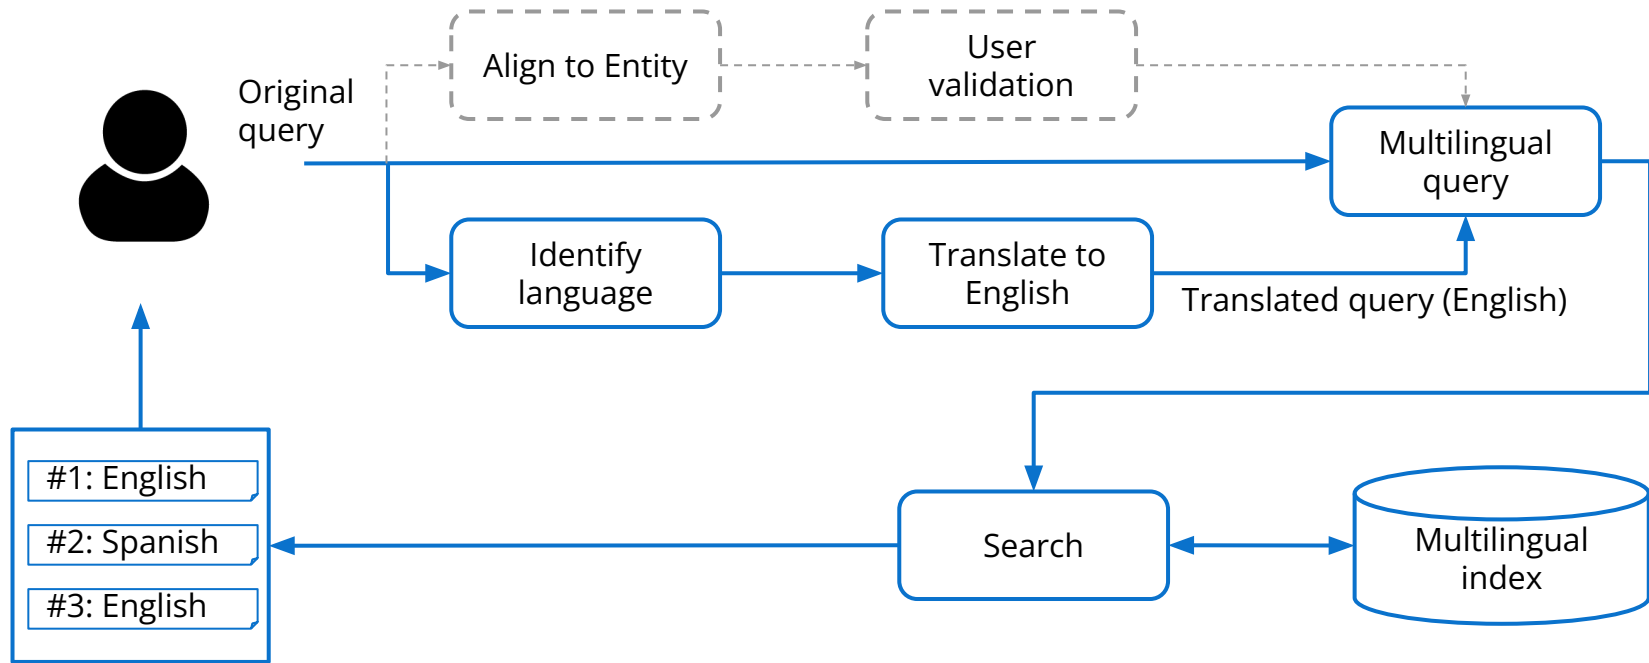 Align to Entity
User
validation
Original
query
Multilingual
query
Identify
language
Translate to
English
Translated query (English)
#1: English
#2: Spanish
#3: English
Search
Multilingual
index